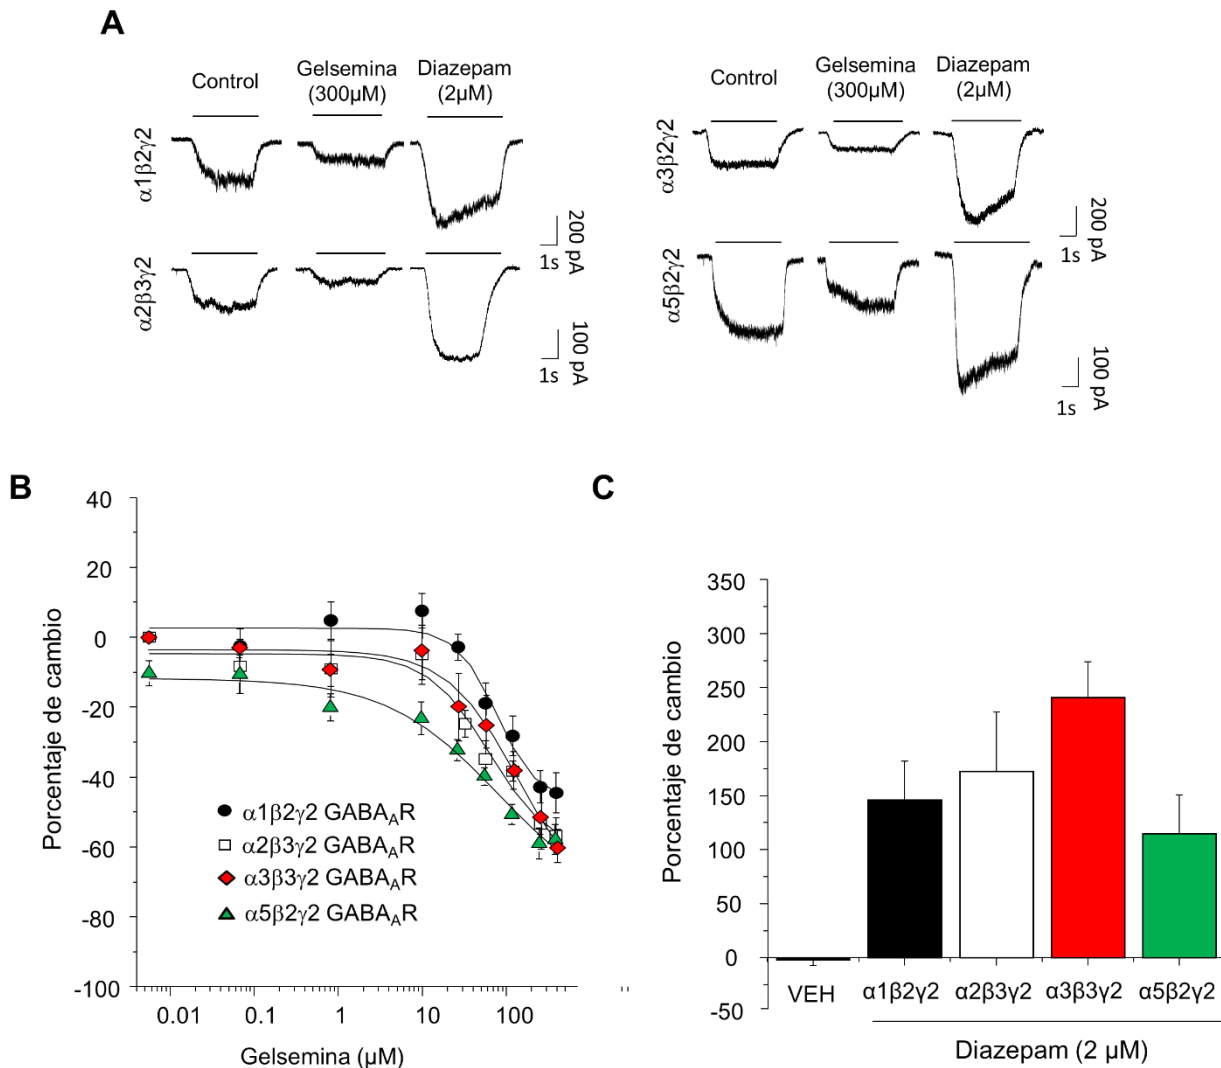 A
Control
Gelsemina
(300µM)
Diazepam
(2µM)
α1β2γ2
200 pA
1s
α2β3γ2
100 pA
1s
Control
Gelsemina
(300µM)
Diazepam
(2µM)
α3β2γ2
200 pA
1s
α5β2γ2
100 pA
1s
B
Porcentaje de cambio
40
20
0
-20
-40
-60
-80
-100
α1β2γ2 GABAAR
α2β3γ2 GABAAR
α3β3γ2 GABAAR
α5β2γ2 GABAAR
0.01 0.1 1 10 100
Gelsemina (µM)
C
Porcentaje de cambio
350
300
250
200
150
100
50
0
-50
VEH α1β2γ2 α2β3γ2 α3β3γ2 α5β2γ2
Diazepam (2 µM)